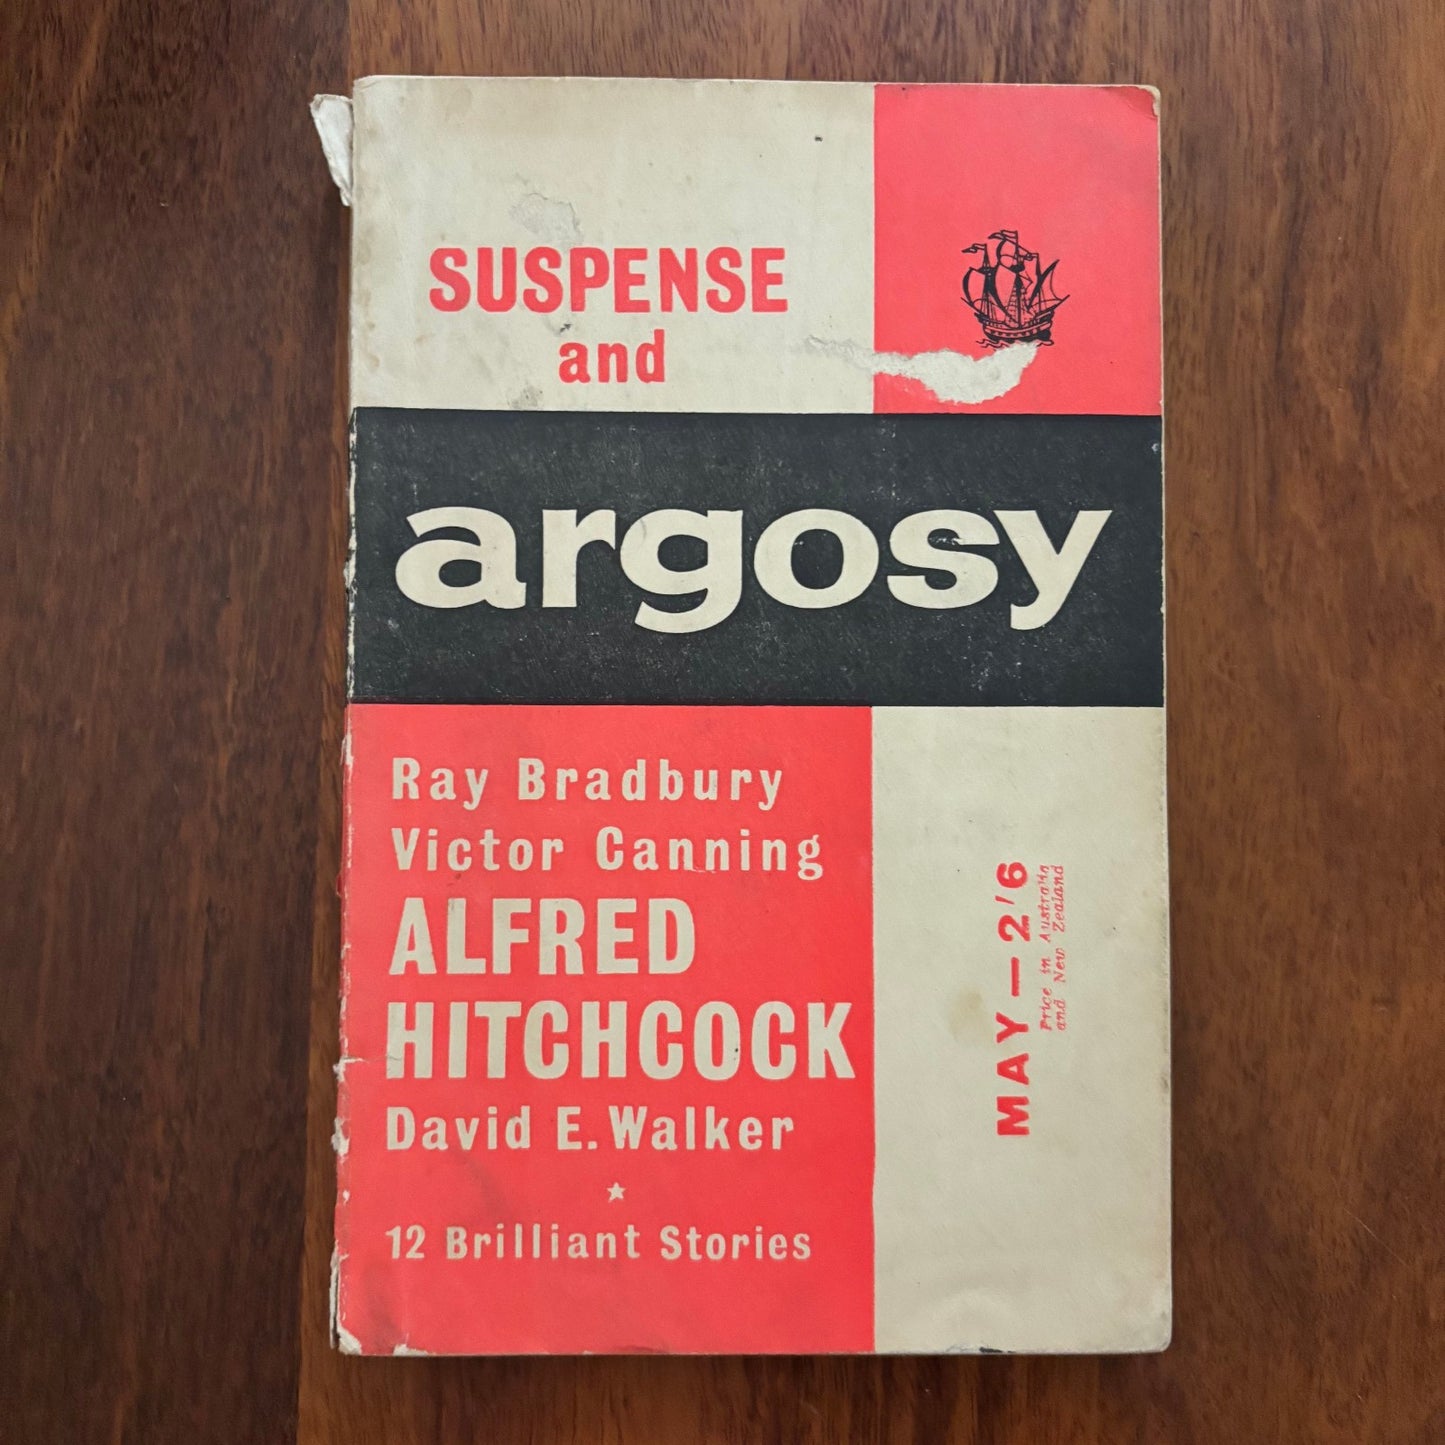 SUSPENSE
and
argosy
Ray Bradbury
Victor Canning
ALFRED
HITCHCOCK
David E. Walker
12 Brilliant Stories
MAY — 2'6
Price in Australia
and New Zealand